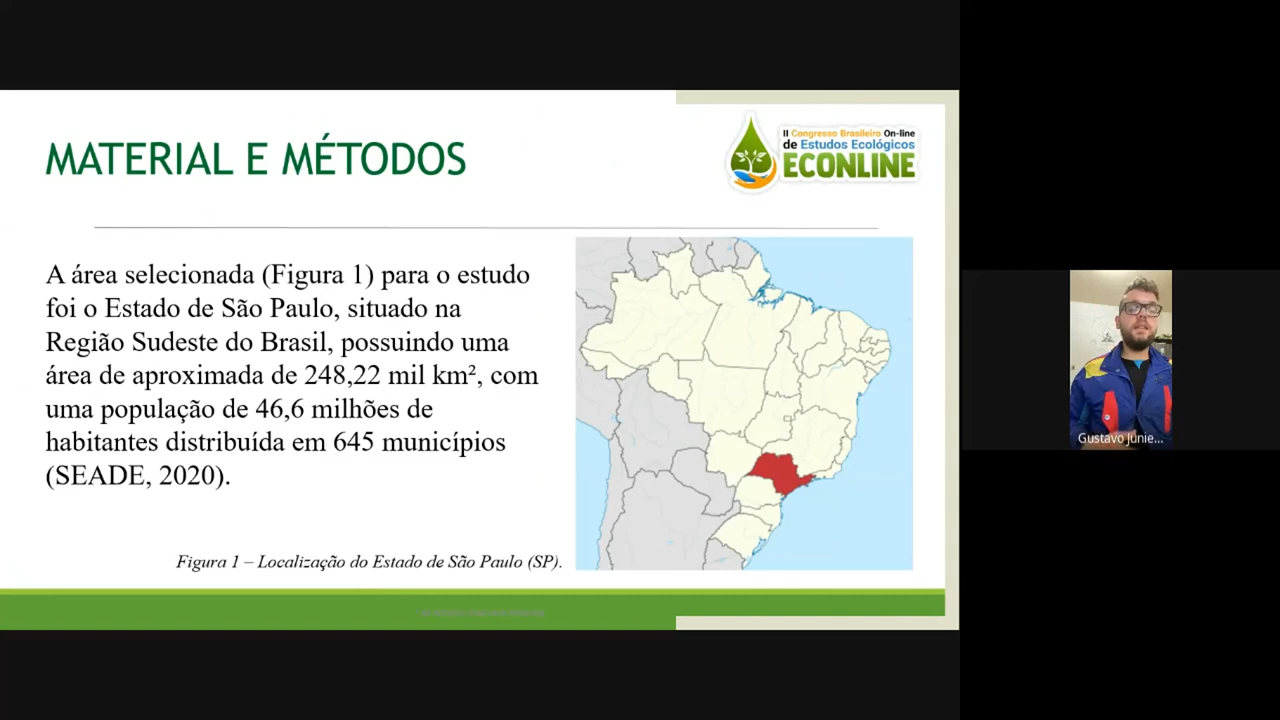 MATERIAL E MÉTODOS
II Congresso Brasileiro On-line
de Estudos Ecológicos
ECONLINE
A área selecionada (Figura 1) para o estudo
foi o Estado de São Paulo, situado na
Região Sudeste do Brasil, possuindo uma
área de aproximada de 248,22 mil km², com
uma população de 46,6 milhões de
habitantes distribuída em 645 municípios
(SEADE, 2020).
Figura 1 – Localização do Estado de São Paulo (SP).
Gustavo Junie...